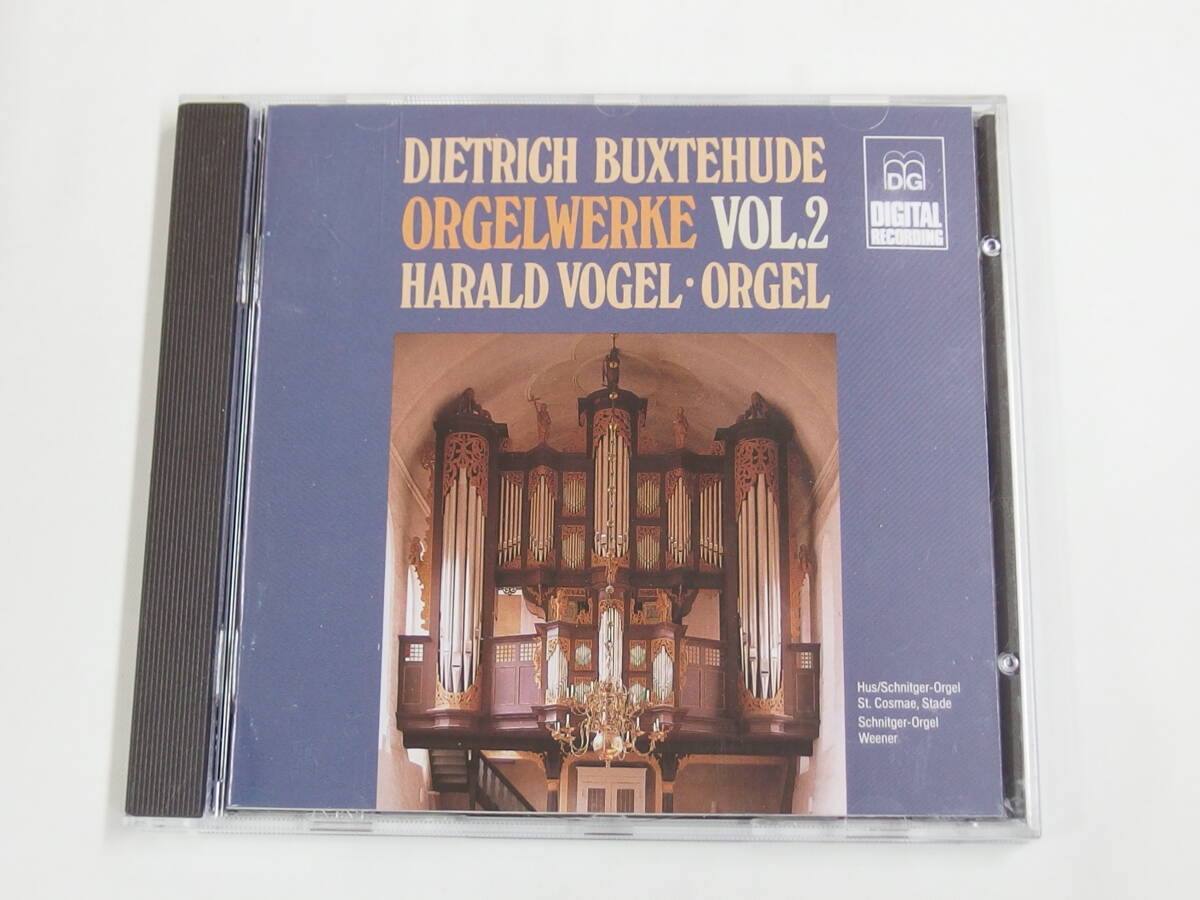 DIETRICH BUXTEHUDE
ORGELWERKE VOL.2
HARALD VOGEL · ORGEL
DG
DIGITAL
RECORDING
Hus/Schnitger-Orgel
St. Cosmae, Stade
Schnitger-Orgel
Weener